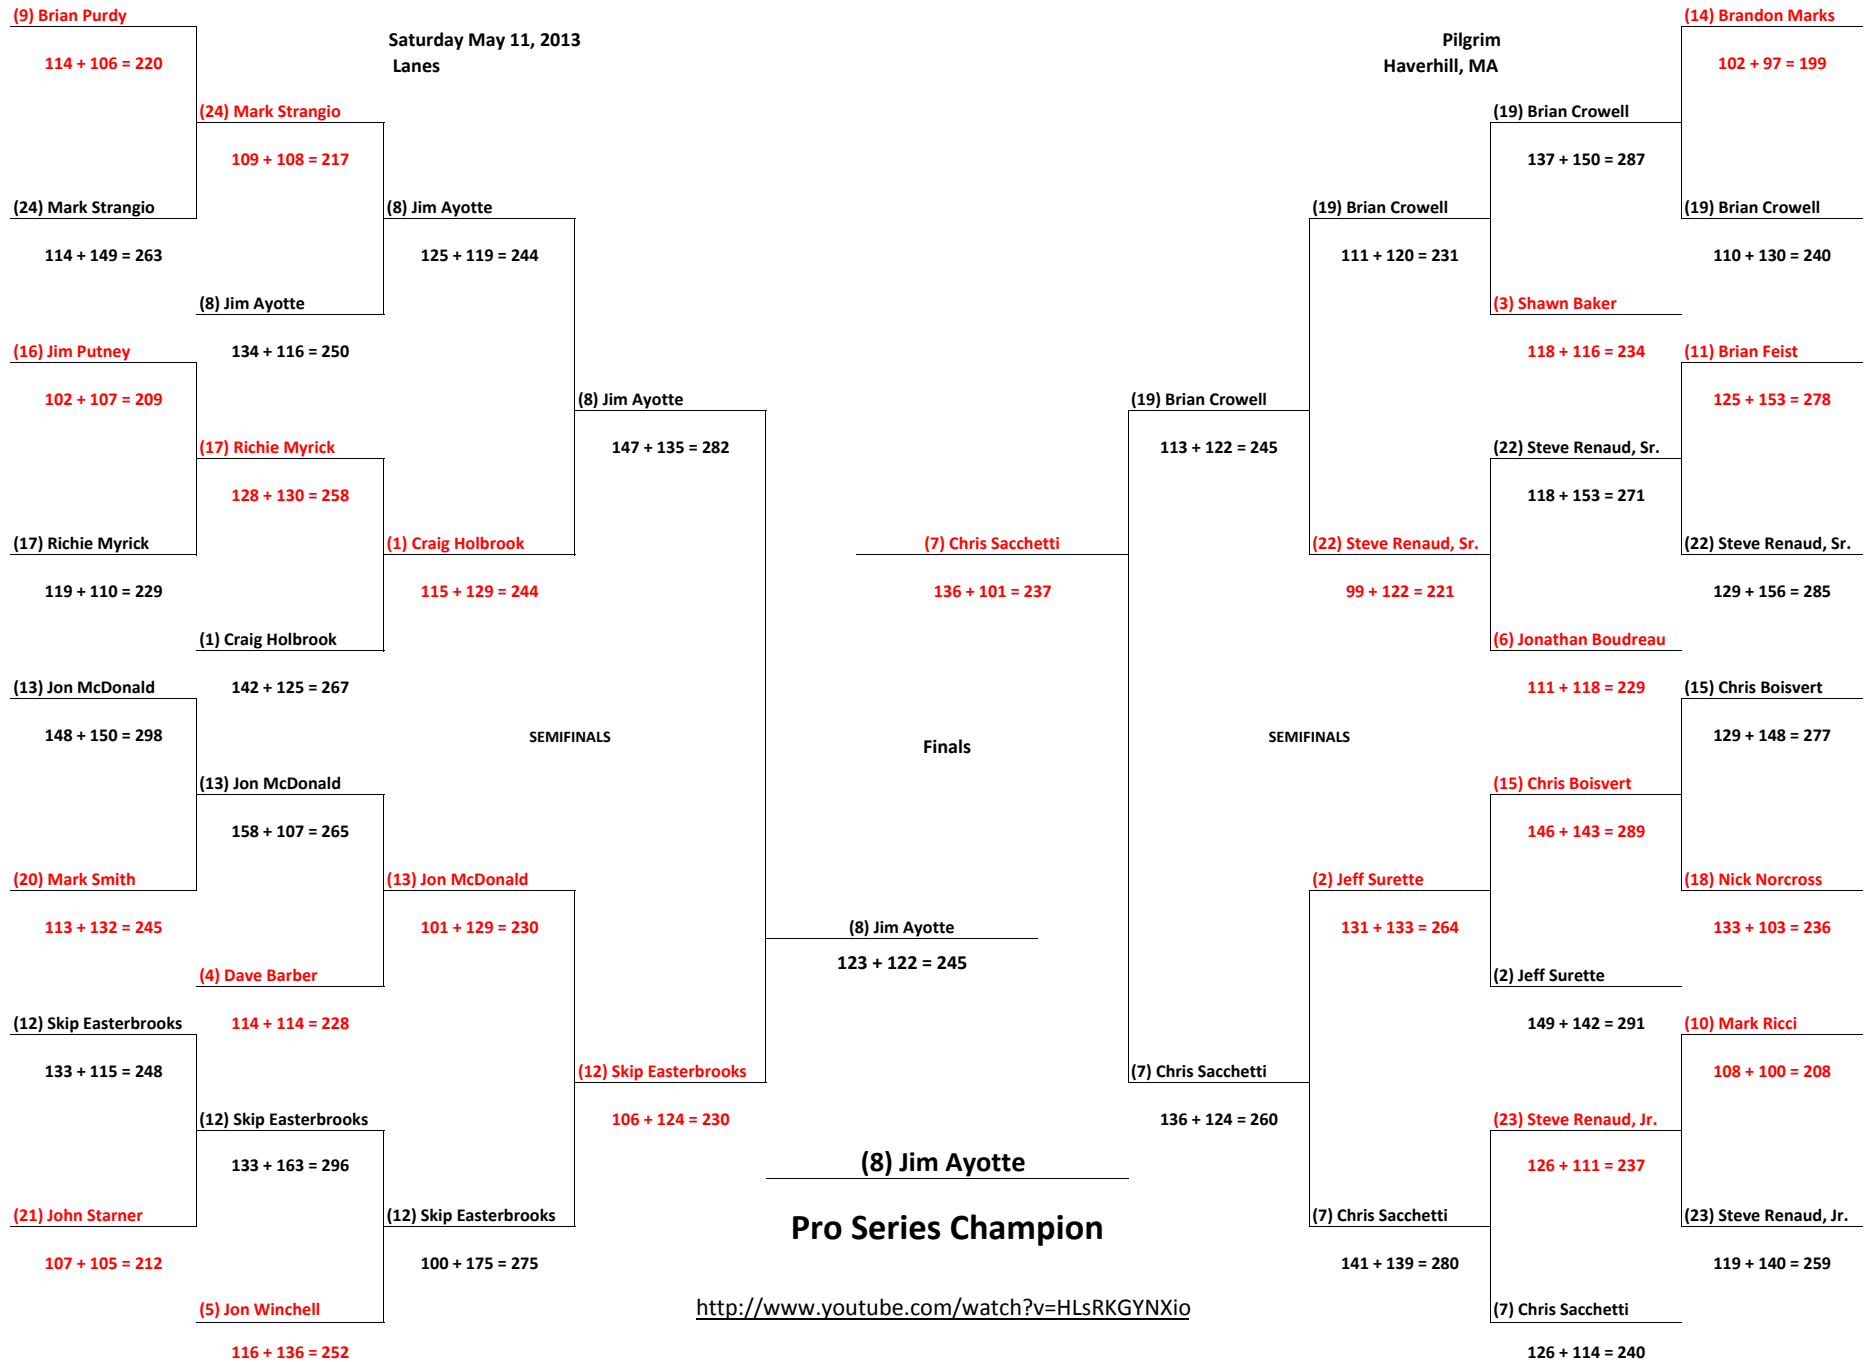 (9) Brian Purdy
114 + 106 = 220
(24) Mark Strangio
114 + 149 = 263
(16) Jim Putney
102 + 107 = 209
(17) Richie Myrick
119 + 110 = 229
(13) Jon McDonald
148 + 150 = 298
(20) Mark Smith
113 + 132 = 245
(12) Skip Easterbrooks
133 + 115 = 248
(21) John Starner
107 + 105 = 212
(24) Mark Strangio
109 + 108 = 217
(8) Jim Ayotte
134 + 116 = 250
(17) Richie Myrick
128 + 130 = 258
(1) Craig Holbrook
142 + 125 = 267
(13) Jon McDonald
158 + 107 = 265
(4) Dave Barber
114 + 114 = 228
(12) Skip Easterbrooks
133 + 163 = 296
(5) Jon Winchell
116 + 136 = 252
Saturday May 11, 2013
Lanes
(8) Jim Ayotte
125 + 119 = 244
(1) Craig Holbrook
115 + 129 = 244
(13) Jon McDonald
101 + 129 = 230
(12) Skip Easterbrooks
100 + 175 = 275
(8) Jim Ayotte
147 + 135 = 282
SEMIFINALS
(12) Skip Easterbrooks
106 + 124 = 230
(7) Chris Sacchetti
136 + 101 = 237
Finals
(8) Jim Ayotte
123 + 122 = 245
(8) Jim Ayotte
Pro Series Champion
http://www.youtube.com/watch?v=HLsRKGYNXio
Pilgrim
Haverhill, MA
(19) Brian Crowell
113 + 122 = 245
SEMIFINALS
(7) Chris Sacchetti
136 + 124 = 260
(19) Brian Crowell
111 + 120 = 231
(22) Steve Renaud, Sr.
99 + 122 = 221
(2) Jeff Surette
131 + 133 = 264
(7) Chris Sacchetti
141 + 139 = 280
(19) Brian Crowell
137 + 150 = 287
(3) Shawn Baker
118 + 116 = 234
(22) Steve Renaud, Sr.
118 + 153 = 271
(6) Jonathan Boudreau
111 + 118 = 229
(15) Chris Boisvert
146 + 143 = 289
(2) Jeff Surette
149 + 142 = 291
(23) Steve Renaud, Jr.
126 + 111 = 237
(7) Chris Sacchetti
126 + 114 = 240
(14) Brandon Marks
102 + 97 = 199
(19) Brian Crowell
110 + 130 = 240
(11) Brian Feist
125 + 153 = 278
(22) Steve Renaud, Sr.
129 + 156 = 285
(15) Chris Boisvert
129 + 148 = 277
(18) Nick Norcross
133 + 103 = 236
(10) Mark Ricci
108 + 100 = 208
(23) Steve Renaud, Jr.
119 + 140 = 259